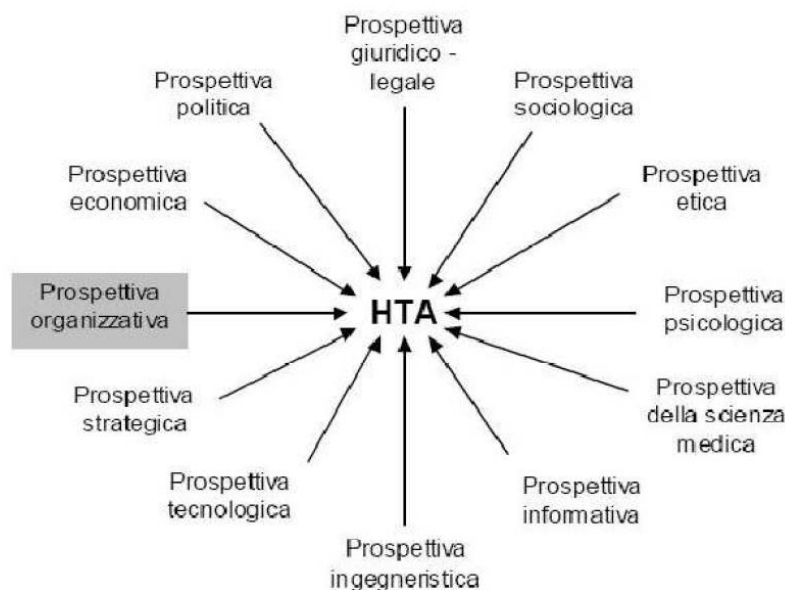 Prospettiva
giuridico -
legale
Prospettiva
politica
Prospettiva
sociologica
Prospettiva
economica
Prospettiva
etica
Prospettiva
organizzativa
HTA
Prospettiva
psicologica
Prospettiva
strategica
Prospettiva
della scienza
medica
Prospettiva
tecnologica
Prospettiva
informativa
Prospettiva
ingegneristica